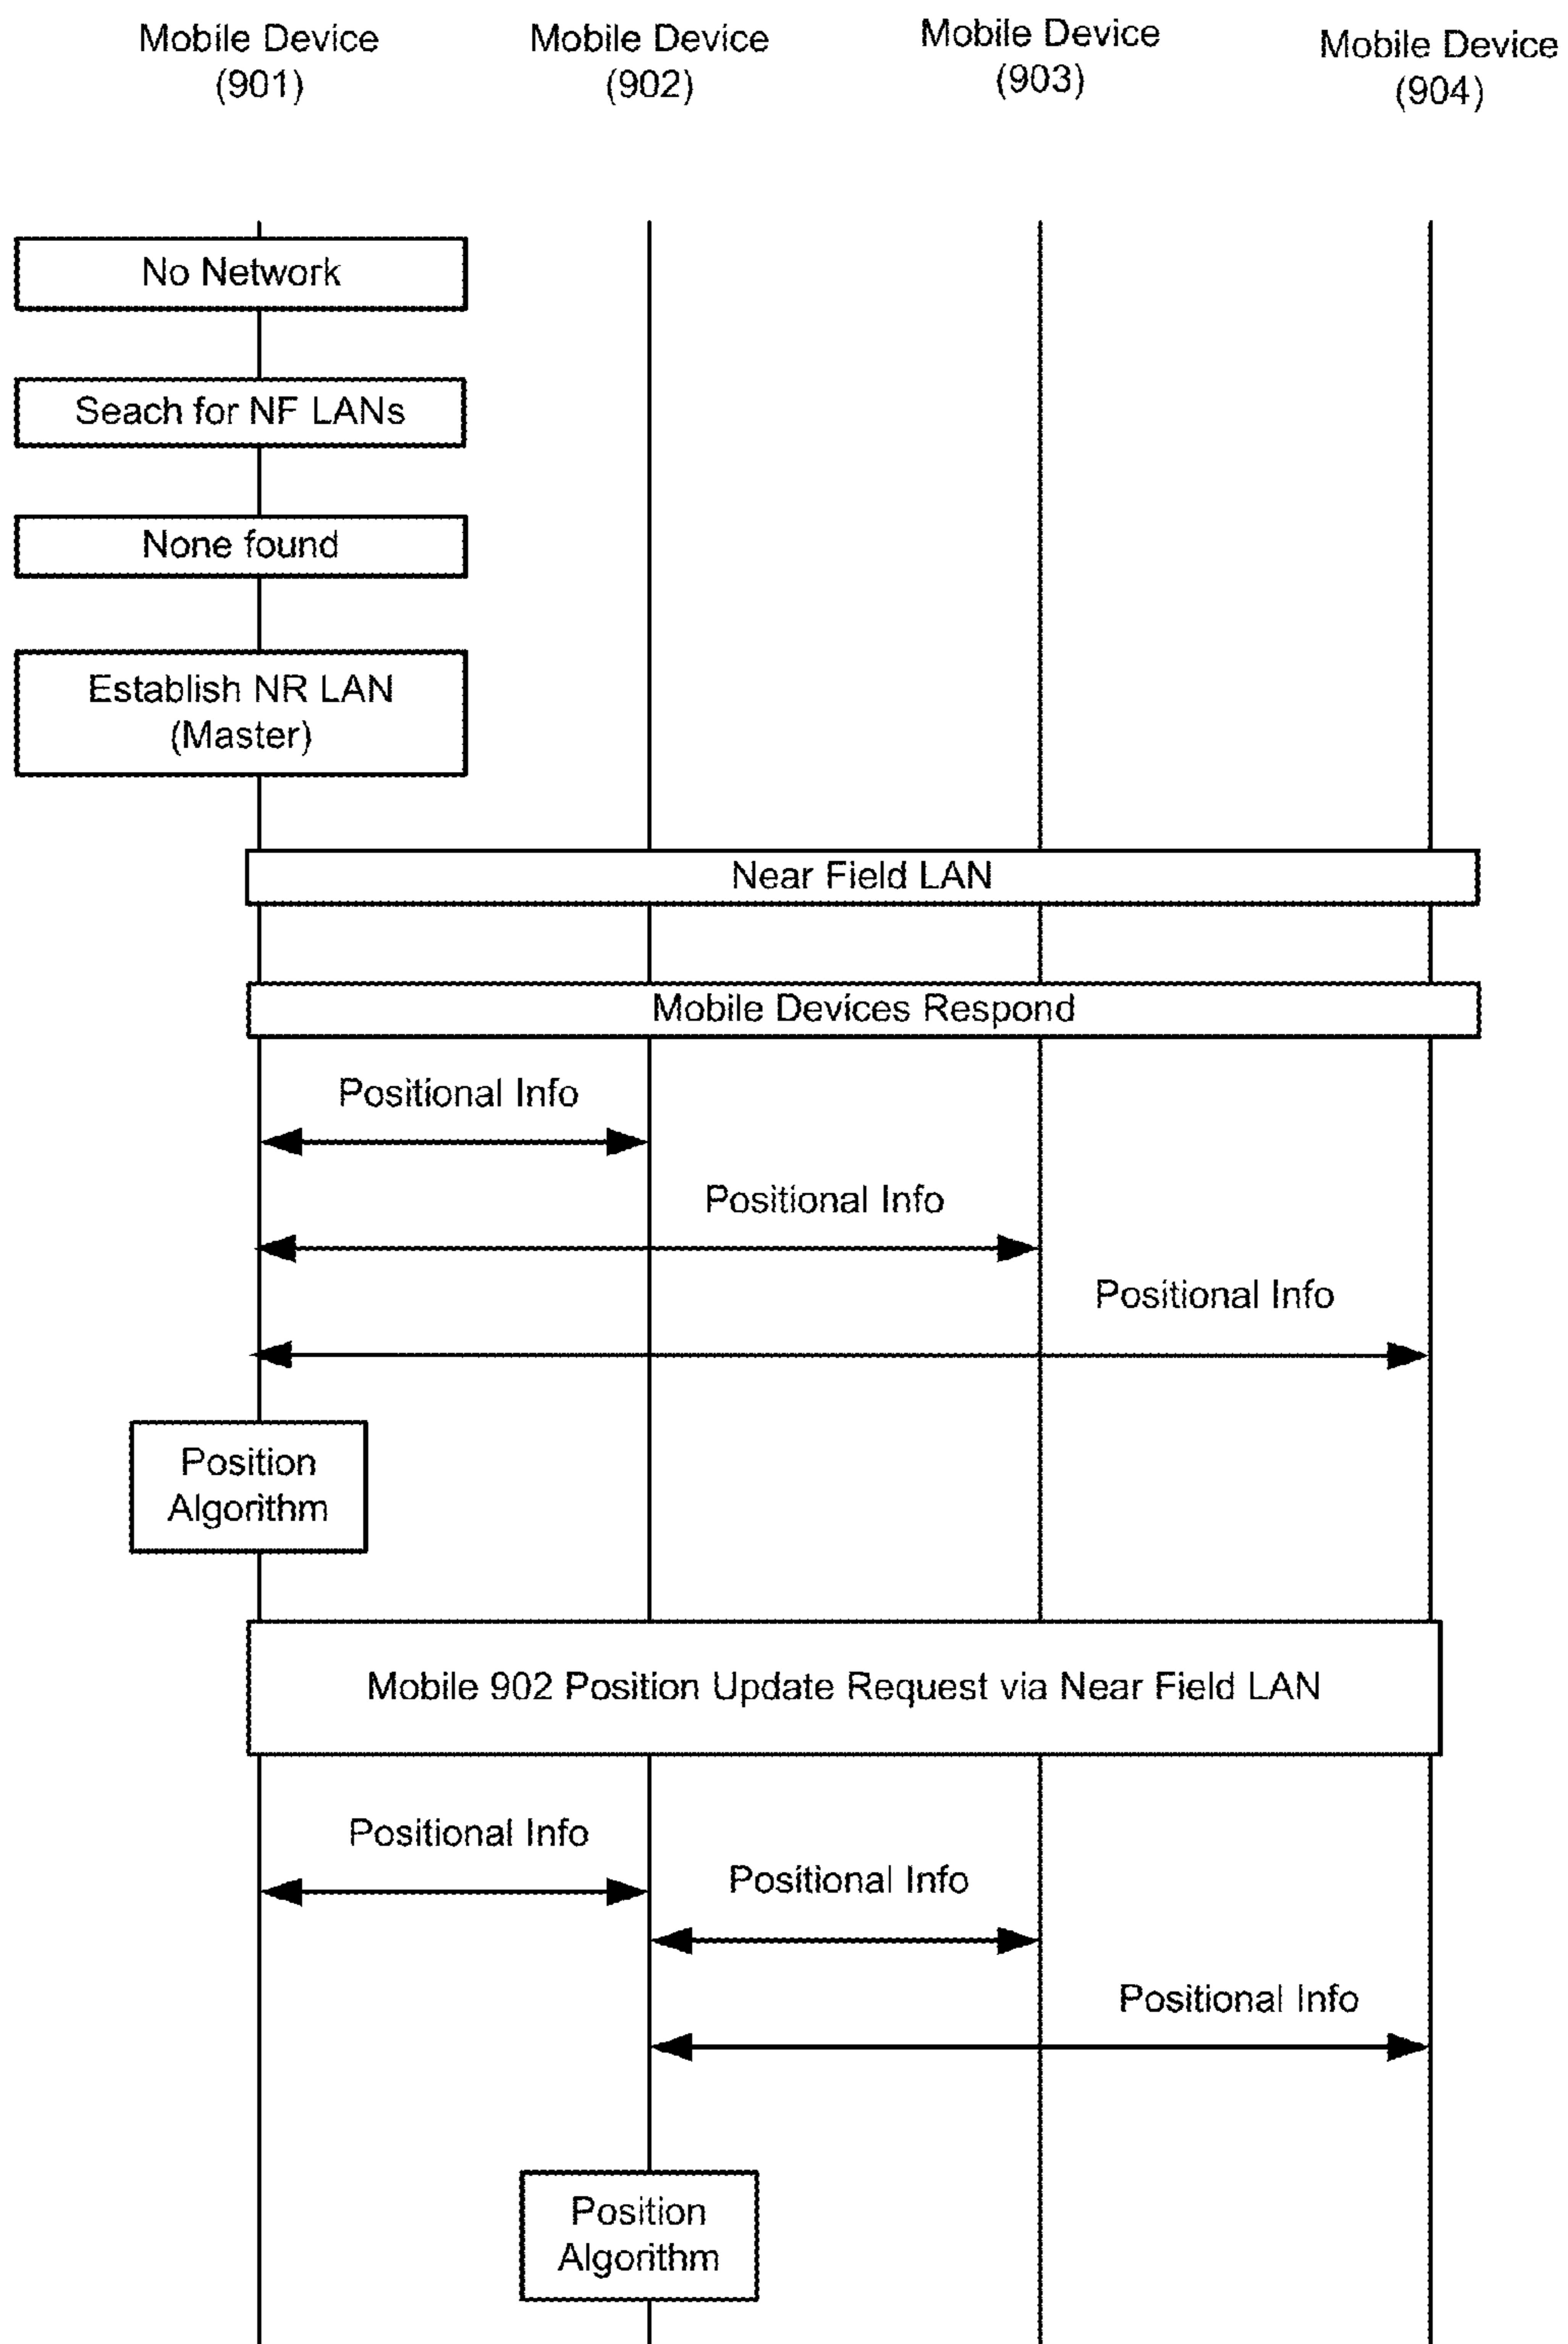 Mobile Device
(901)
Mobile Device
(902)
Mobile Device
(903)
Mobile Device
(904)
No Network
Seach for NF LANs
None found
Establish NR LAN
(Master)
Near Field LAN
Mobile Devices Respond
Positional Info
Positional Info
Positional Info
Position
Algorithm
Mobile 902 Position Update Request via Near Field LAN
Positional Info
Positional Info
Positional Info
Position
Algorithm